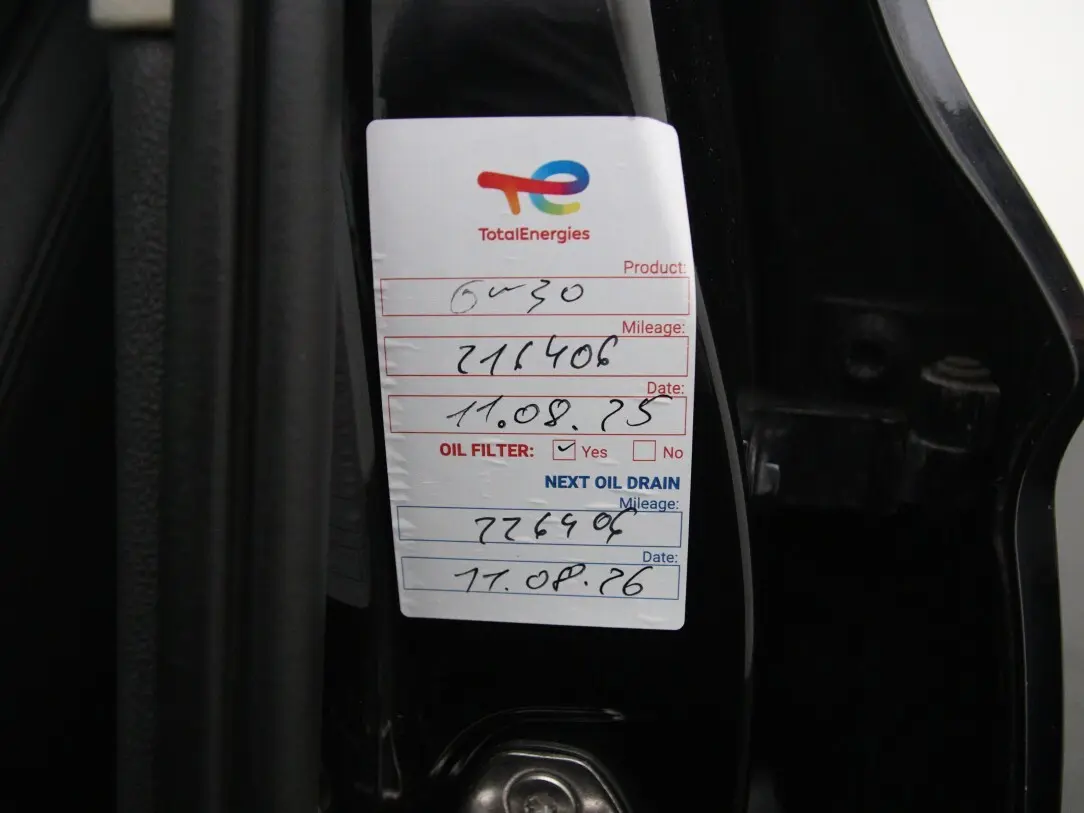 TotalEnergies
Product:
0w30
Mileage:
216406
Date:
11.08.25
OIL FILTER: Yes No
NEXT OIL DRAIN
Mileage:
226406
Date:
11.08.26